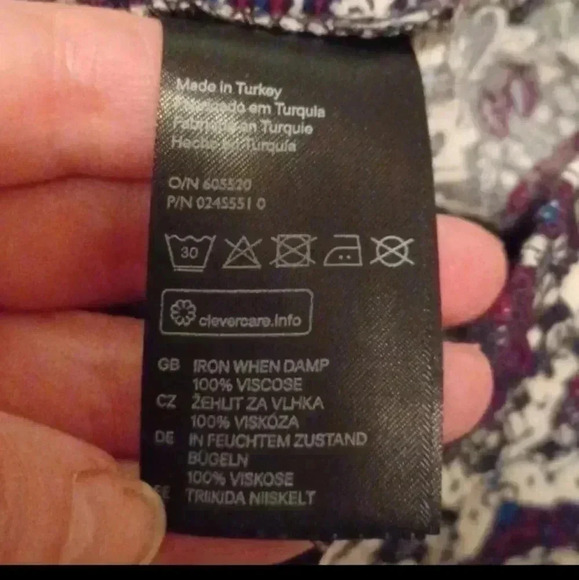 Made in Turkey
Fabricado em Turquia
Fabriqué en Turquie
Hecho en Turquía
O/N 605520
P/N 0245551 0
30
clevercare.info
GB IRON WHEN DAMP
100% VISCOSE
CZ ŽEHLIT ZA VLHKA
100% VISKÓZA
DE IN FEUCHTEM ZUSTAND
BÜGELN
100% VISKOSE
EE TRIIKIDA NIISKELT